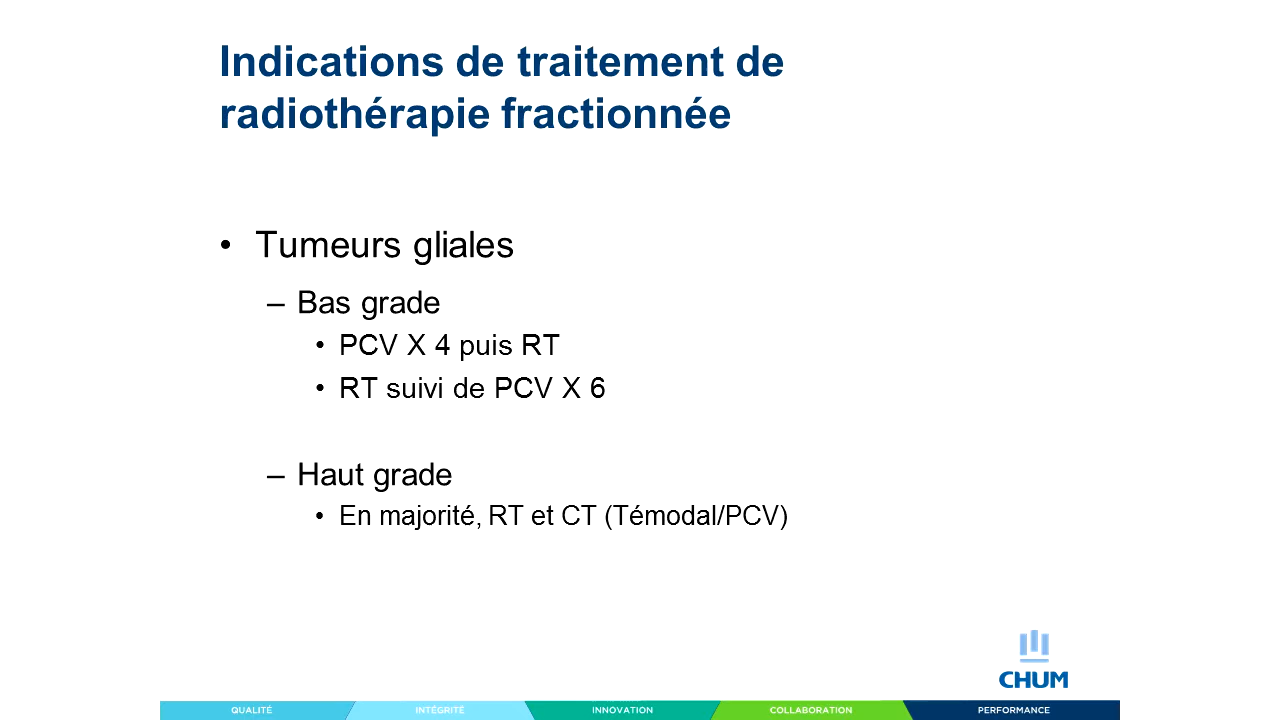 Indications de traitement de
radiothérapie fractionnée
• Tumeurs gliales
– Bas grade
• PCV X 4 puis RT
• RT suivi de PCV X 6
– Haut grade
• En majorité, RT et CT (Témodal/PCV)
CHUM
QUALITÉ INTÉGRITÉ INNOVATION COLLABORATION PERFORMANCE